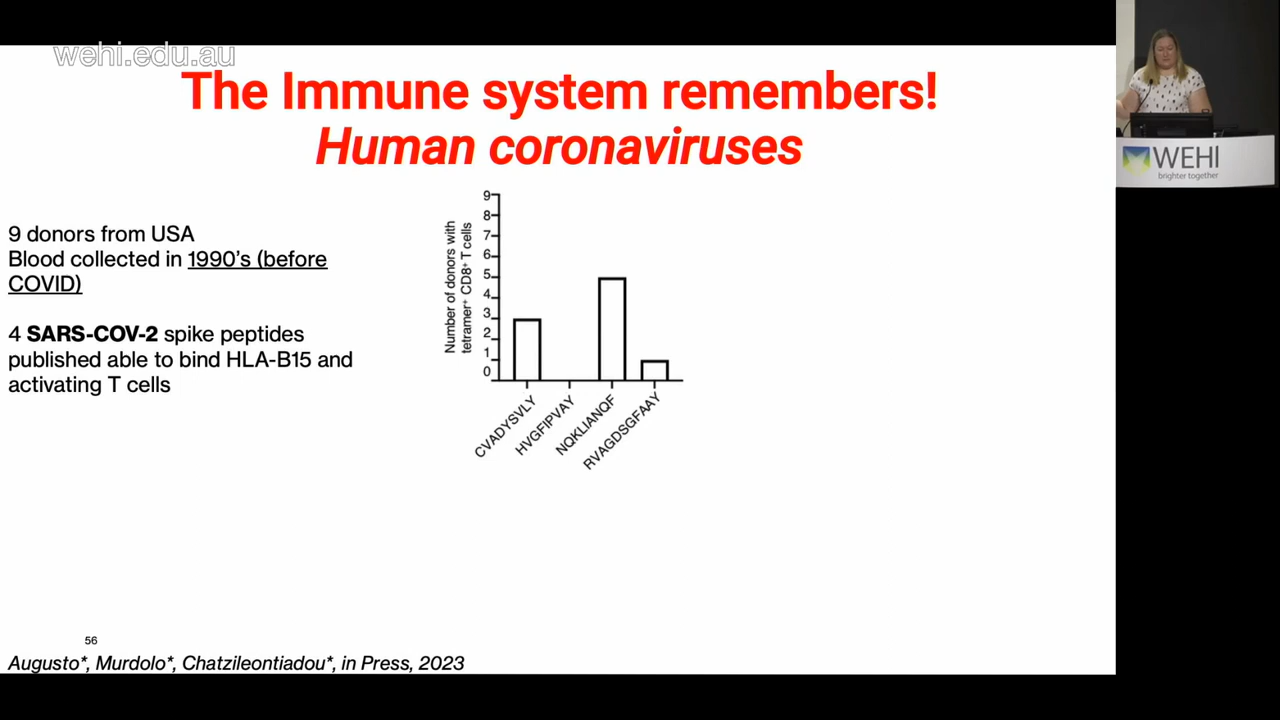 wehi.edu.au
The Immune system remembers!
Human coronaviruses
9 donors from USA
Blood collected in 1990's (before
COVID)
4 SARS-COV-2 spike peptides
published able to bind HLA-B15 and
activating T cells
Number of donors with
tetramer⁺ CD8⁺ T cells
9
8
7
6
5
4
3
2
1
0
CVADYSVLY
HVGFIPVAY
NQKLIANQF
RVAGDSGFAAY
56
Augusto*, Murdolo*, Chatzileontiadou*, in Press, 2023
WEHI
brighter together